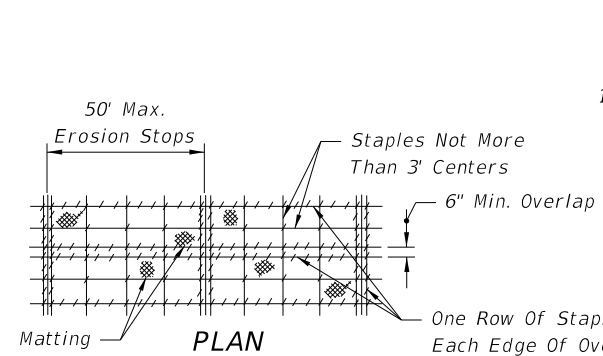 50' Max.
Erosion Stops
Staples Not More
Than 3' Centers
6" Min. Overlap
One Row Of
Each Edge Of
Matting
PLAN